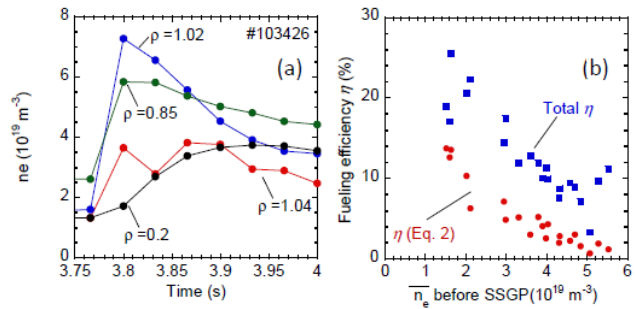 #103426
(a)
ρ=1.02
ρ=0.85
ρ=0.2
ρ=1.04
ne (10^19 m^-3)
8
6
4
2
0
3.75 3.8 3.85 3.9 3.95 4
Time (s)
(b)
Total η
η (Eq. 2)
Fueling efficiency η (%)
30
20
10
0
0 1 2 3 4 5 6
n̅e before SSGP(10^19 m^-3)